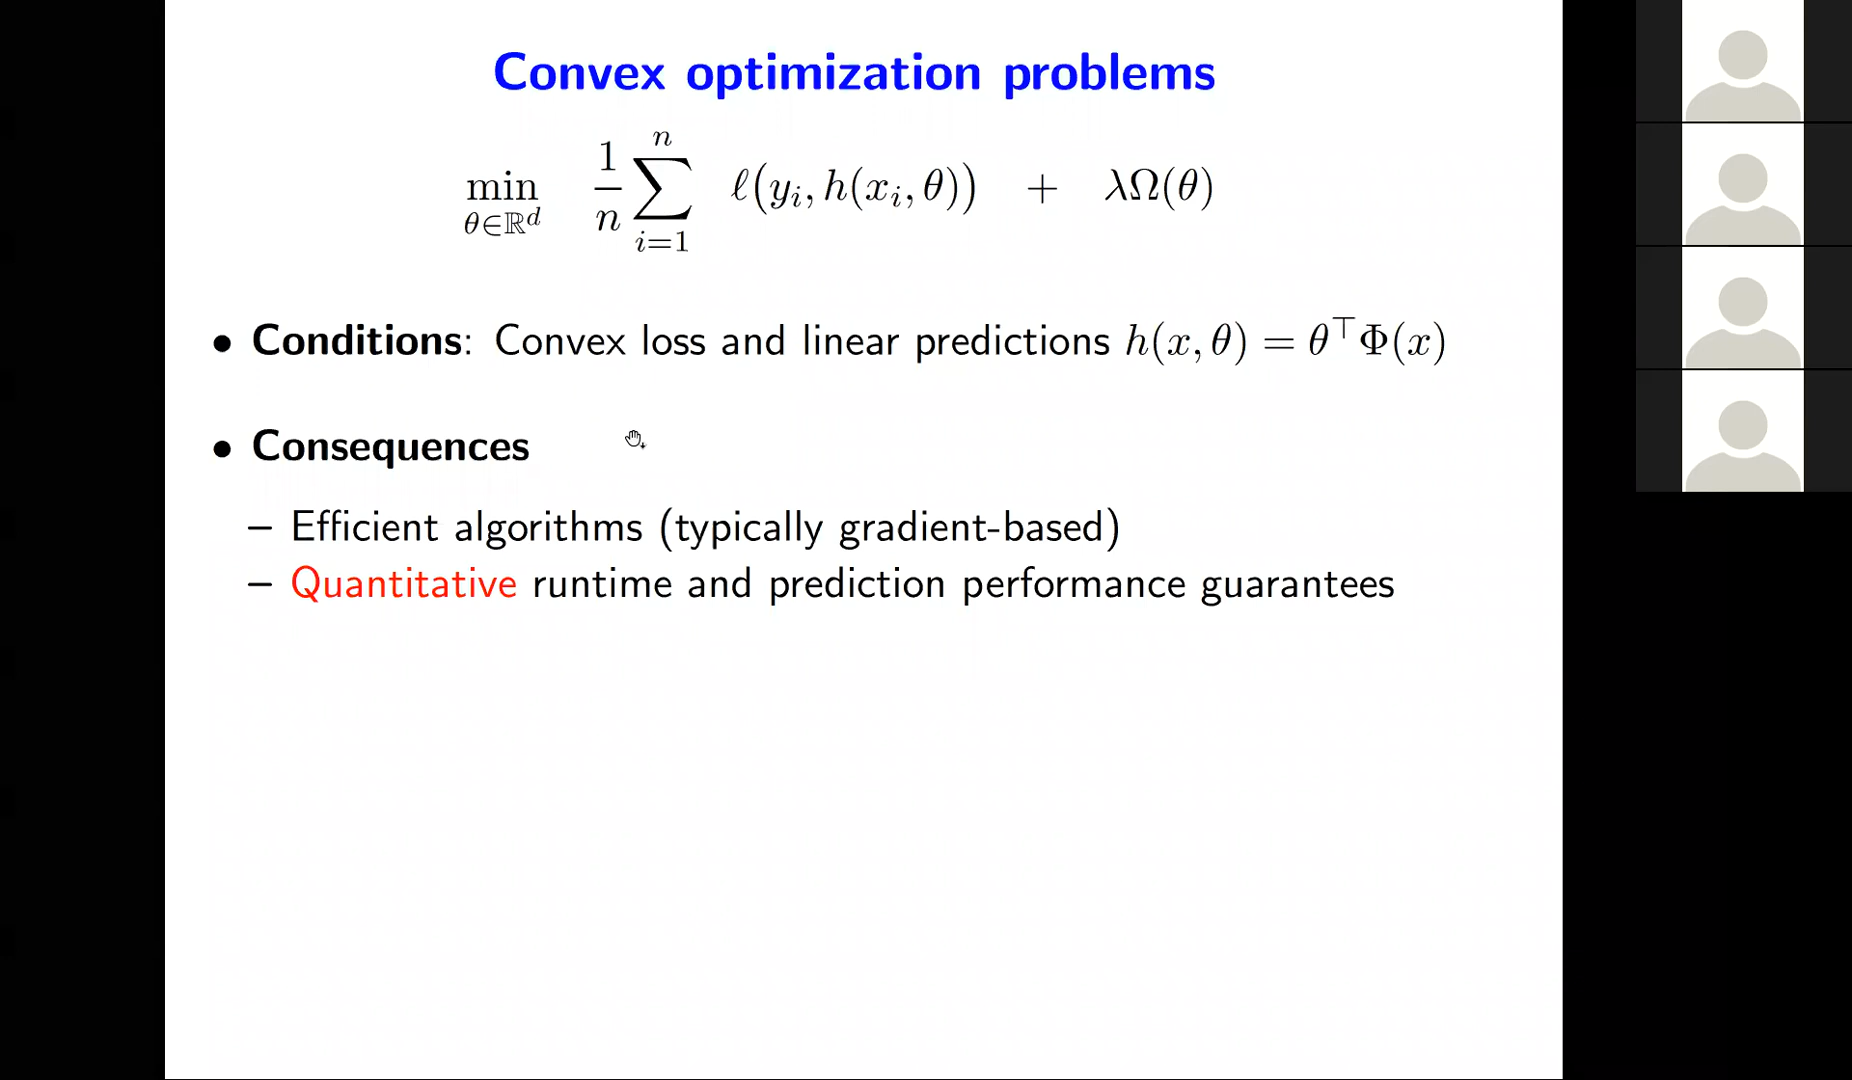 Convex optimization problems
min_{θ∈ℝ^d} 1/n ∑_{i=1}^{n} ℓ(y_i, h(x_i, θ)) + λΩ(θ)
• Conditions: Convex loss and linear predictions h(x, θ) = θ^⊤Φ(x)
• Consequences
– Efficient algorithms (typically gradient-based)
– Quantitative runtime and prediction performance guarantees